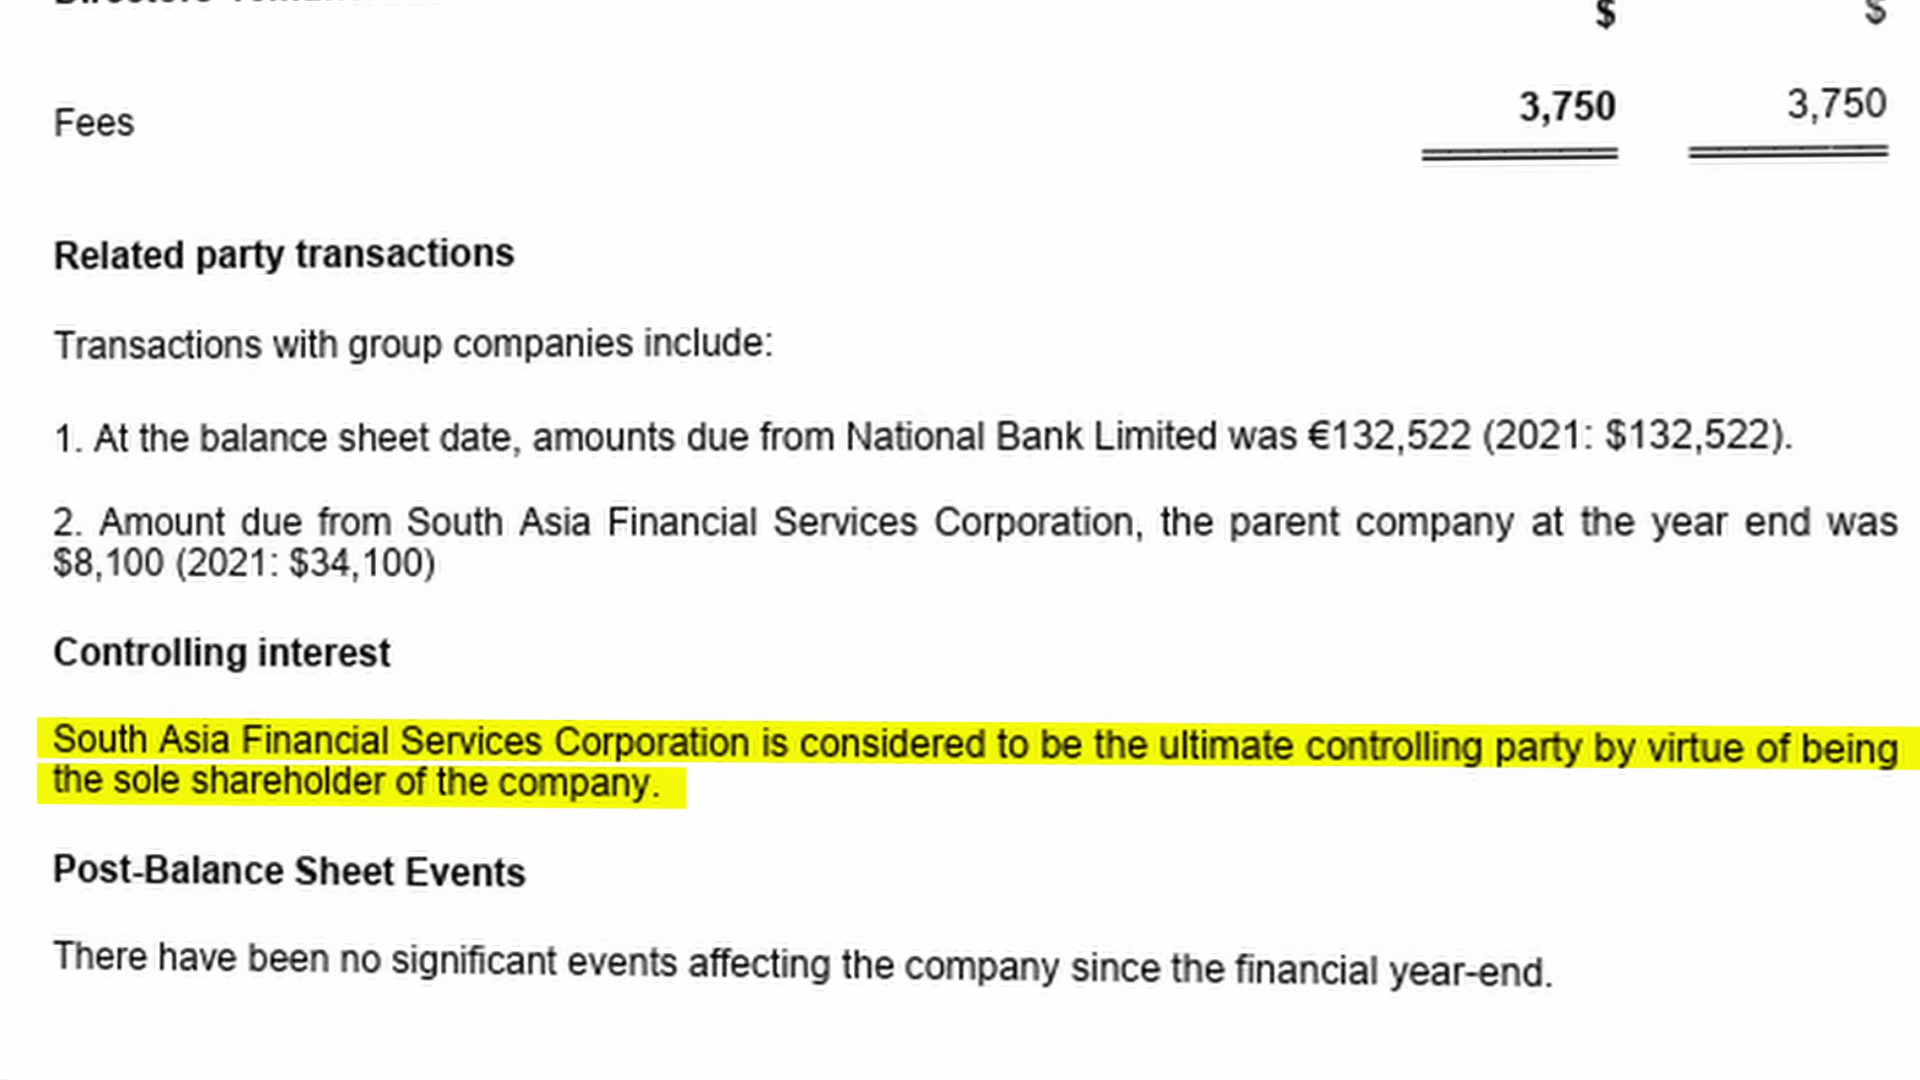 $ $
Fees 3,750 3,750
Related party transactions
Transactions with group companies include:
1. At the balance sheet date, amounts due from National Bank Limited was €132,522 (2021: $132,522).
2. Amount due from South Asia Financial Services Corporation, the parent company at the year end was
$8,100 (2021: $34,100)
Controlling interest
South Asia Financial Services Corporation is considered to be the ultimate controlling party by virtue of being
the sole shareholder of the company.
Post-Balance Sheet Events
There have been no significant events affecting the company since the financial year-end.